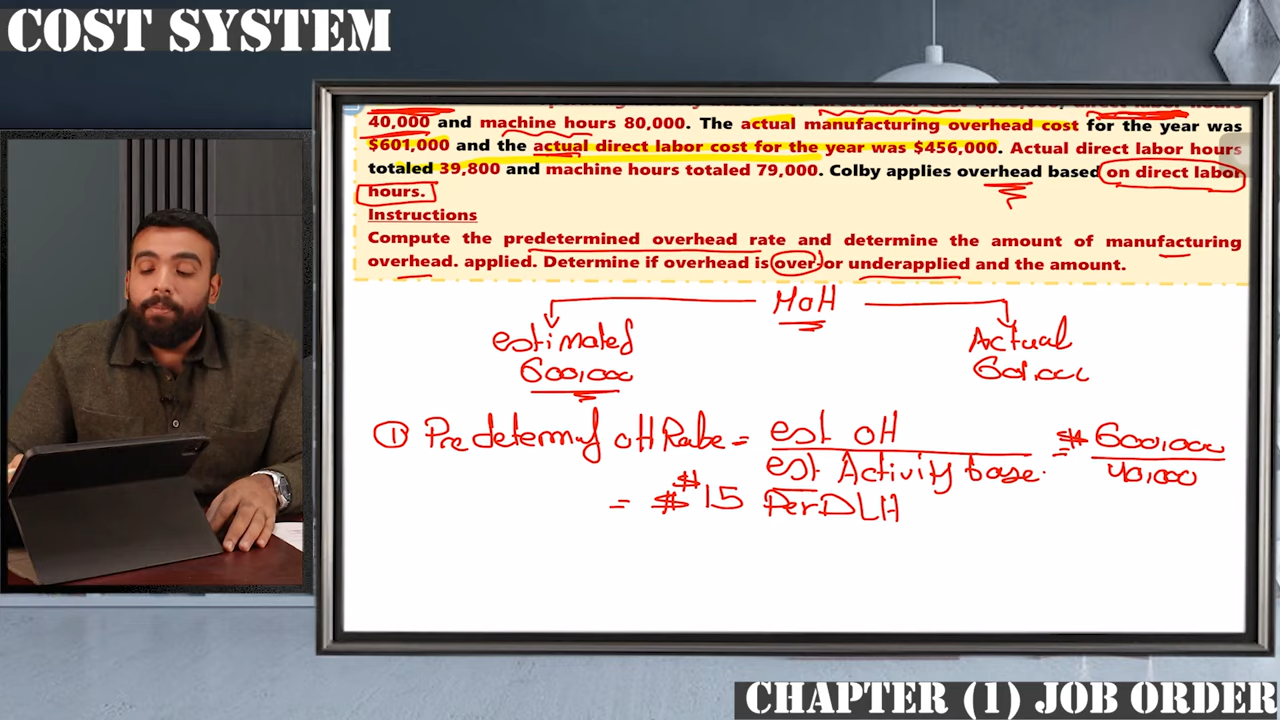 COST SYSTEM
direct labor hours
40,000 and machine hours 80,000. The actual manufacturing overhead cost for the year was
$601,000 and the actual direct labor cost for the year was $456,000. Actual direct labor hours
totaled 39,800 and machine hours totaled 79,000. Colby applies overhead based on direct labor
hours.
Instructions
Compute the predetermined overhead rate and determine the amount of manufacturing
overhead. applied. Determine if overhead is over- or underapplied and the amount.
MOH
estimated Actual
600,000 601,000
① Predetermined OH Rate = est OH / est Activity base. = $ 600,000 / 40,000
= $ $15 Per DLH
CHAPTER (1) JOB ORDER